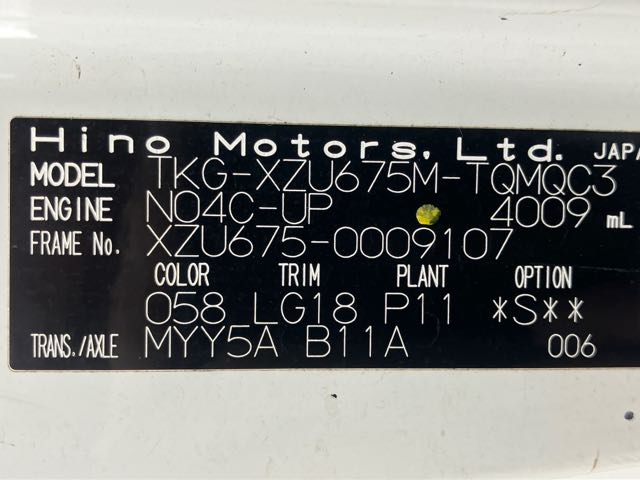 Hino Motors, Ltd. JAPA
MODEL TKG-XZU675M-TQMQC3
ENGINE N04C-UP 4009 mL
FRAME No. XZU675-0009107
COLOR TRIM PLANT OPTION
058 LG18 P11 *S**
TRANS./AXLE MYY5A B11A 006